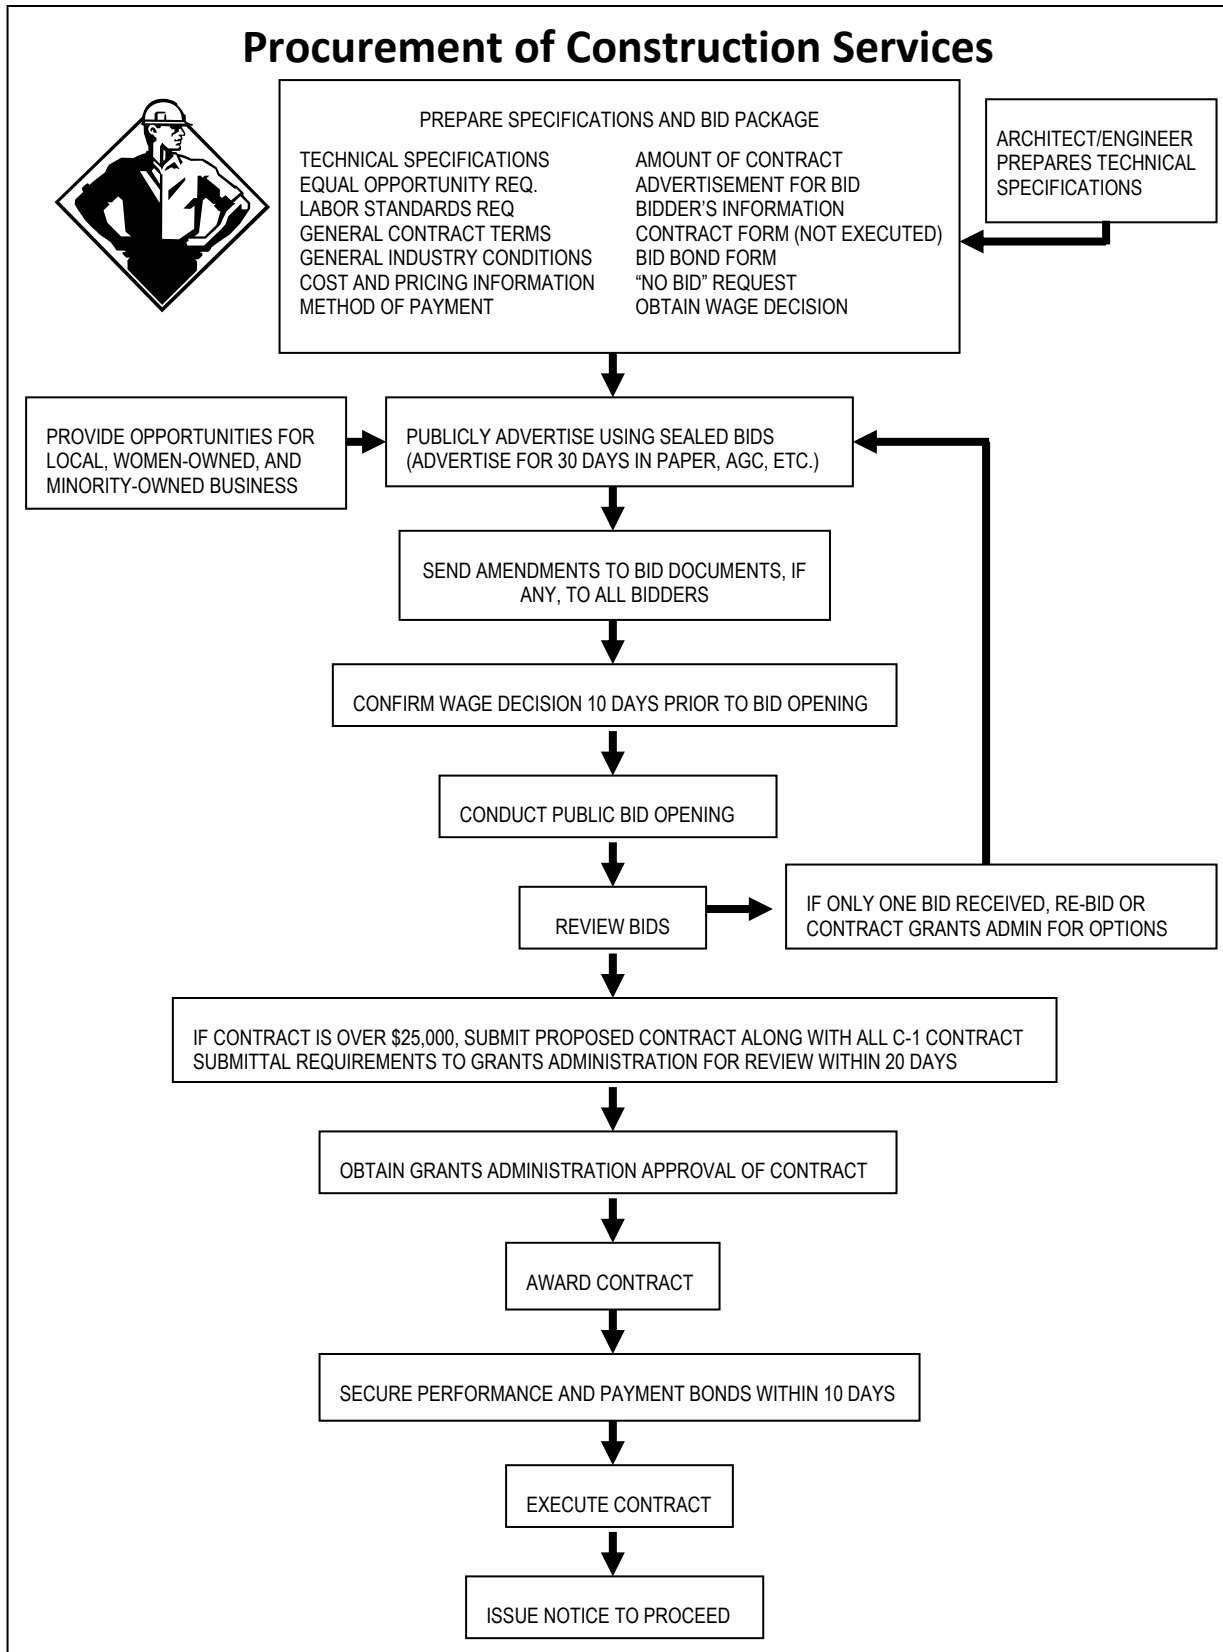 Procurement of Construction Services
PREPARE SPECIFICATIONS AND BID PACKAGE
TECHNICAL SPECIFICATIONS
EQUAL OPPORTUNITY REQ.
LABOR STANDARDS REQ
GENERAL CONTRACT TERMS
GENERAL INDUSTRY CONDITIONS
COST AND PRICING INFORMATION
METHOD OF PAYMENT
AMOUNT OF CONTRACT
ADVERTISEMENT FOR BID
BIDDER’S INFORMATION
CONTRACT FORM (NOT EXECUTED)
BID BOND FORM
“NO BID” REQUEST
OBTAIN WAGE DECISION
ARCHITECT/ENGINEER
PREPARES TECHNICAL
SPECIFICATIONS
PROVIDE OPPORTUNITIES FOR
LOCAL, WOMEN-OWNED, AND
MINORITY-OWNED BUSINESS
PUBLICLY ADVERTISE USING SEALED BIDS
(ADVERTISE FOR 30 DAYS IN PAPER, AGC, ETC.)
SEND AMENDMENTS TO BID DOCUMENTS, IF
ANY, TO ALL BIDDERS
CONFIRM WAGE DECISION 10 DAYS PRIOR TO BID OPENING
CONDUCT PUBLIC BID OPENING
REVIEW BIDS
IF ONLY ONE BID RECEIVED, RE-BID OR
CONTRACT GRANTS ADMIN FOR OPTIONS
IF CONTRACT IS OVER $25,000, SUBMIT PROPOSED CONTRACT ALONG WITH ALL C-1 CONTRACT
SUBMITTAL REQUIREMENTS TO GRANTS ADMINISTRATION FOR REVIEW WITHIN 20 DAYS
OBTAIN GRANTS ADMINISTRATION APPROVAL OF CONTRACT
AWARD CONTRACT
SECURE PERFORMANCE AND PAYMENT BONDS WITHIN 10 DAYS
EXECUTE CONTRACT
ISSUE NOTICE TO PROCEED